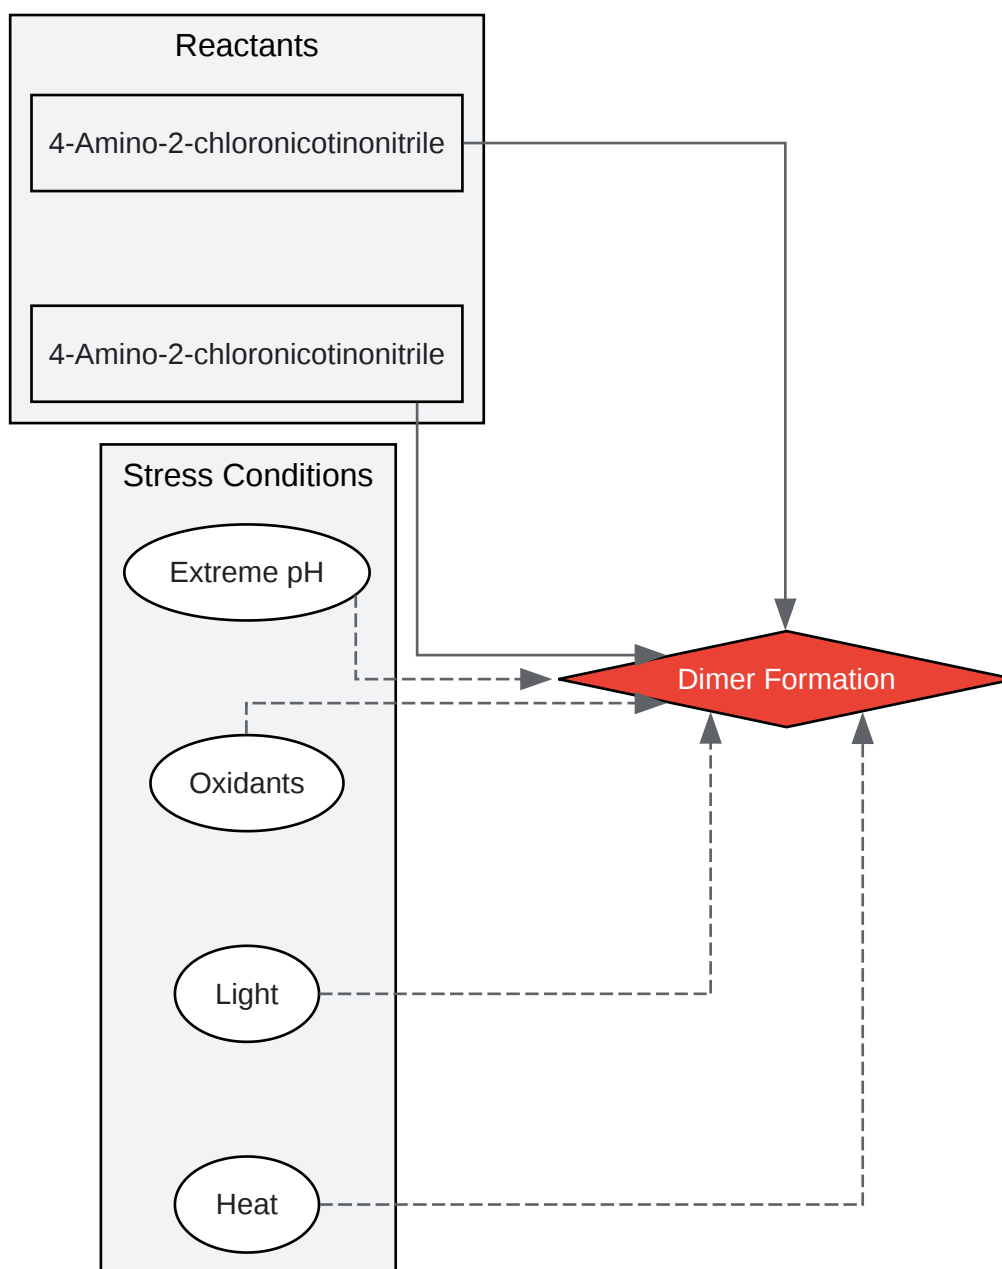 Reactants
4-Amino-2-chloronicotinonitrile
4-Amino-2-chloronicotinonitrile
Stress Conditions
Extreme pH
Dimer Formation
Oxidants
Light
Heat